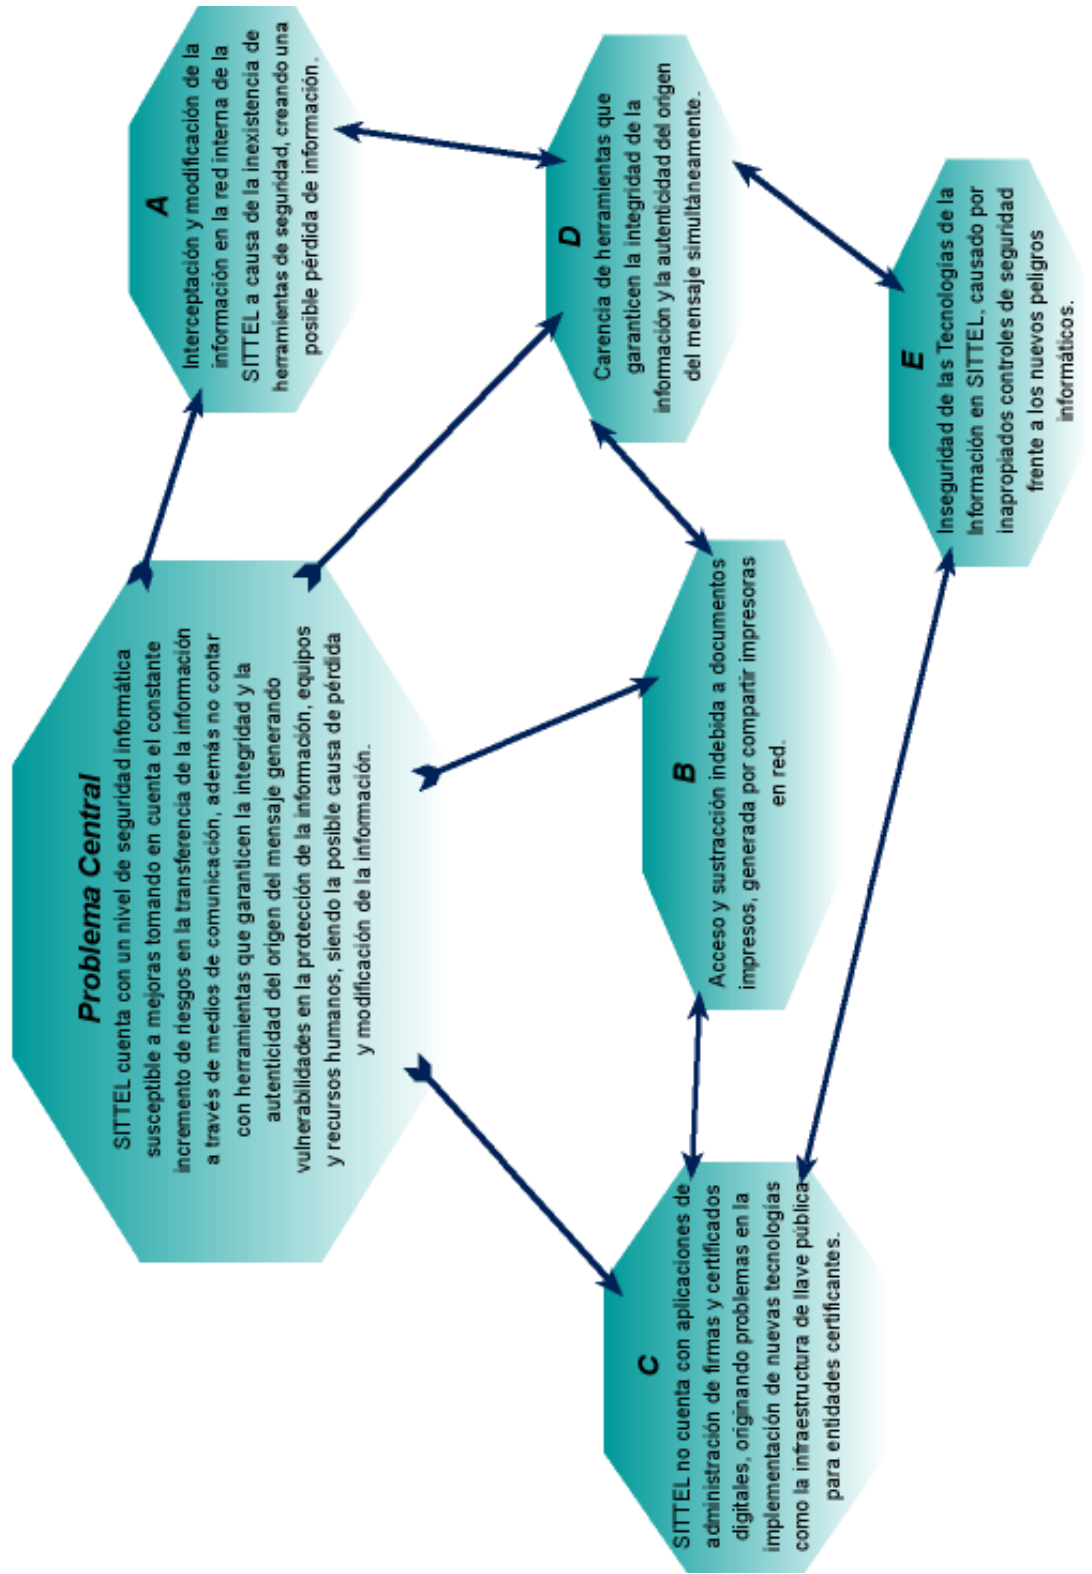 Problema Central
SITTEL cuenta con un nivel de seguridad informática
susceptible a mejoras tomando en cuenta el constante
incremento de riesgos en la transferencia de la información
a través de medios de comunicación, además no contar
con herramientas que garanticen la integridad y la
autenticidad del origen del mensaje generando
vulnerabilidades en la protección de la información, equipos
y recursos humanos, siendo la posible causa de pérdida
y modificación de la información.
A
Interceptación y modificación de la
información en la red interna de la
SITTEL a causa de la inexistencia de
herramientas de seguridad, creando una
posible pérdida de información.
C
SITTEL no cuenta con aplicaciones de
administración de firmas y certificados
digitales, originando problemas en la
implementación de nuevas tecnologías
como la infraestructura de llave pública
para entidades certificantes.
B
Acceso y sustracción indebida a documentos
impresos, generada por compartir impresoras
en red.
D
Carencia de herramientas que
garanticen la integridad de la
información y la autenticidad del origen
del mensaje simultáneamente.
E
Inseguridad de las Tecnologías de la
Información en SITTEL, causado por
inapropiados controles de seguridad
frente a los nuevos peligros
informáticos.